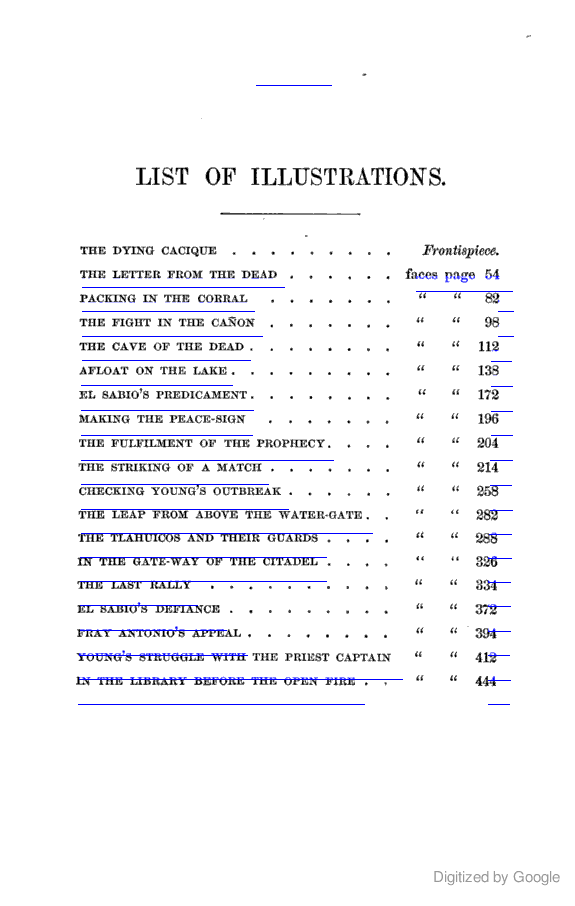 LIST OF ILLUSTRATIONS.
THE DYING CACIQUE . . . . . . . . . Frontispiece.
THE LETTER FROM THE DEAD . . . . . . faces page 54
PACKING IN THE CORRAL . . . . . . . “ “ 82
THE FIGHT IN THE CAÑON . . . . . . . “ “ 98
THE CAVE OF THE DEAD . . . . . . . . “ “ 112
AFLOAT ON THE LAKE . . . . . . . . . “ “ 138
EL SABIO'S PREDICAMENT . . . . . . . . “ “ 172
MAKING THE PEACE-SIGN . . . . . . . “ “ 196
THE FULFILMENT OF THE PROPHECY . . . . “ “ 204
THE STRIKING OF A MATCH . . . . . . . “ “ 214
CHECKING YOUNG'S OUTBREAK . . . . . . “ “ 258
THE LEAP FROM ABOVE THE WATER-GATE . . “ “ 282
THE TLAHUICOS AND THEIR GUARDS . . . . “ “ 288
IN THE GATE-WAY OF THE CITADEL . . . . “ “ 326
THE LAST RALLY . . . . . . . . . . “ “ 334
EL SABIO'S DEFIANCE . . . . . . . . . “ “ 372
FRAY ANTONIO'S APPEAL . . . . . . . . “ “ 394
YOUNG'S STRUGGLE WITH THE PRIEST CAPTAIN “ “ 412
IN THE LIBRARY BEFORE THE OPEN FIRE . . “ “ 444
Digitized by Google